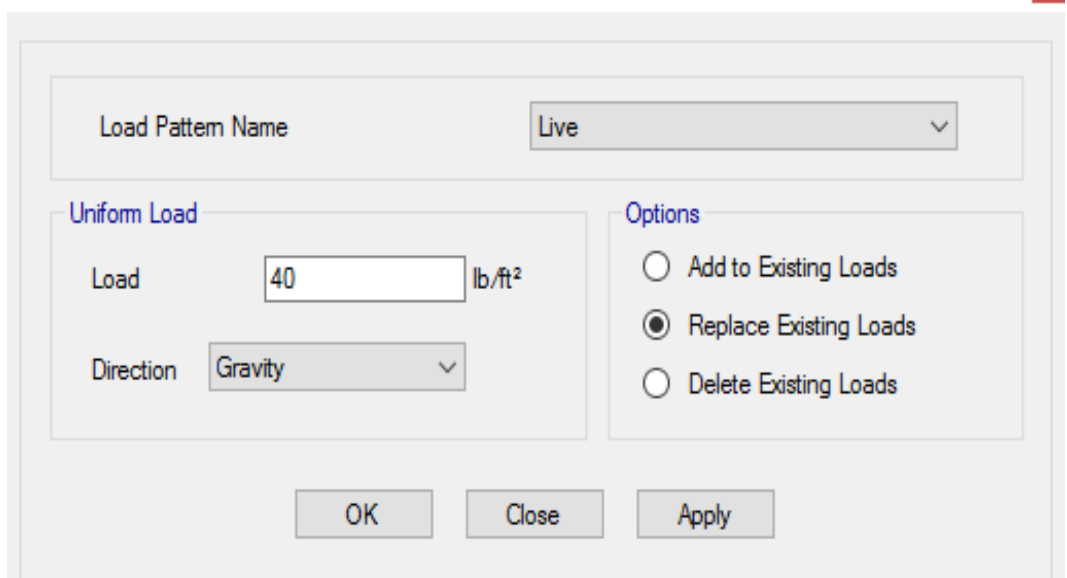 Load Pattern Name Live
Uniform Load
Load 40 lb/ft²
Direction Gravity
Options
Add to Existing Loads
Replace Existing Loads
Delete Existing Loads
OK Close Apply